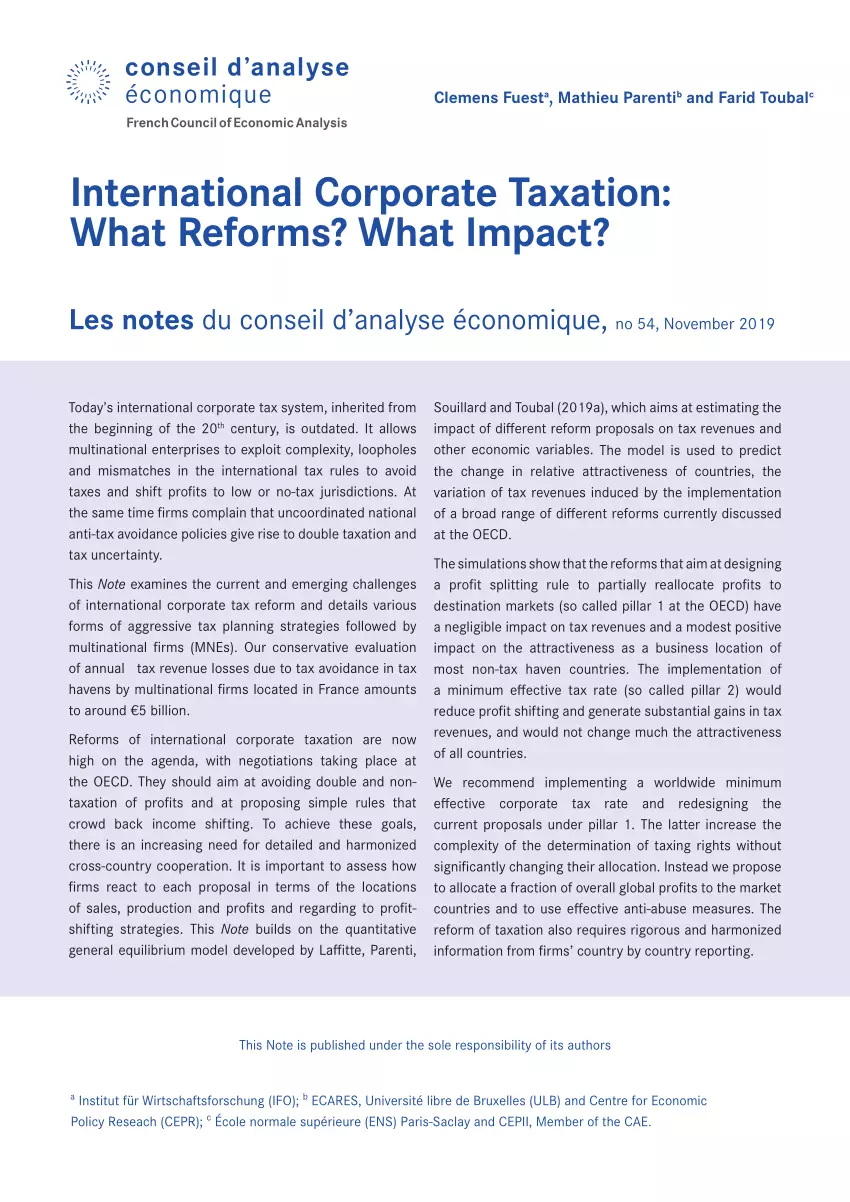 conseil d'analyse
économique
French Council of Economic Analysis
Clemens Fuestᵃ, Mathieu Parentiᵇ and Farid Toubalᶜ
International Corporate Taxation:
What Reforms? What Impact?
Les notes du conseil d'analyse économique, no 54, November 2019
Today's international corporate tax system, inherited from
the beginning of the 20ᵗʰ century, is outdated. It allows
multinational enterprises to exploit complexity, loopholes
and mismatches in the international tax rules to avoid
taxes and shift profits to low or no-tax jurisdictions. At
the same time firms complain that uncoordinated national
anti-tax avoidance policies give rise to double taxation and
tax uncertainty.
This Note examines the current and emerging challenges
of international corporate tax reform and details various
forms of aggressive tax planning strategies followed by
multinational firms (MNEs). Our conservative evaluation
of annual tax revenue losses due to tax avoidance in tax
havens by multinational firms located in France amounts
to around €5 billion.
Reforms of international corporate taxation are now
high on the agenda, with negotiations taking place at
the OECD. They should aim at avoiding double and non-
taxation of profits and at proposing simple rules that
crowd back income shifting. To achieve these goals,
there is an increasing need for detailed and harmonized
cross-country cooperation. It is important to assess how
firms react to each proposal in terms of the locations
of sales, production and profits and regarding to profit-
shifting strategies. This Note builds on the quantitative
general equilibrium model developed by Laffitte, Parenti,
Souillard and Toubal (2019a), which aims at estimating the
impact of different reform proposals on tax revenues and
other economic variables. The model is used to predict
the change in relative attractiveness of countries, the
variation of tax revenues induced by the implementation
of a broad range of different reforms currently discussed
at the OECD.
The simulations show that the reforms that aim at designing
a profit splitting rule to partially reallocate profits to
destination markets (so called pillar 1 at the OECD) have
a negligible impact on tax revenues and a modest positive
impact on the attractiveness as a business location of
most non-tax haven countries. The implementation of
a minimum effective tax rate (so called pillar 2) would
reduce profit shifting and generate substantial gains in tax
revenues, and would not change much the attractiveness
of all countries.
We recommend implementing a worldwide minimum
effective corporate tax rate and redesigning the
current proposals under pillar 1. The latter increase the
complexity of the determination of taxing rights without
significantly changing their allocation. Instead we propose
to allocate a fraction of overall global profits to the market
countries and to use effective anti-abuse measures. The
reform of taxation also requires rigorous and harmonized
information from firms' country by country reporting.
This Note is published under the sole responsibility of its authors
ᵃ Institut für Wirtschaftsforschung (IFO); ᵇ ECARES, Université libre de Bruxelles (ULB) and Centre for Economic
Policy Reseach (CEPR); ᶜ École normale supérieure (ENS) Paris-Saclay and CEPII, Member of the CAE.